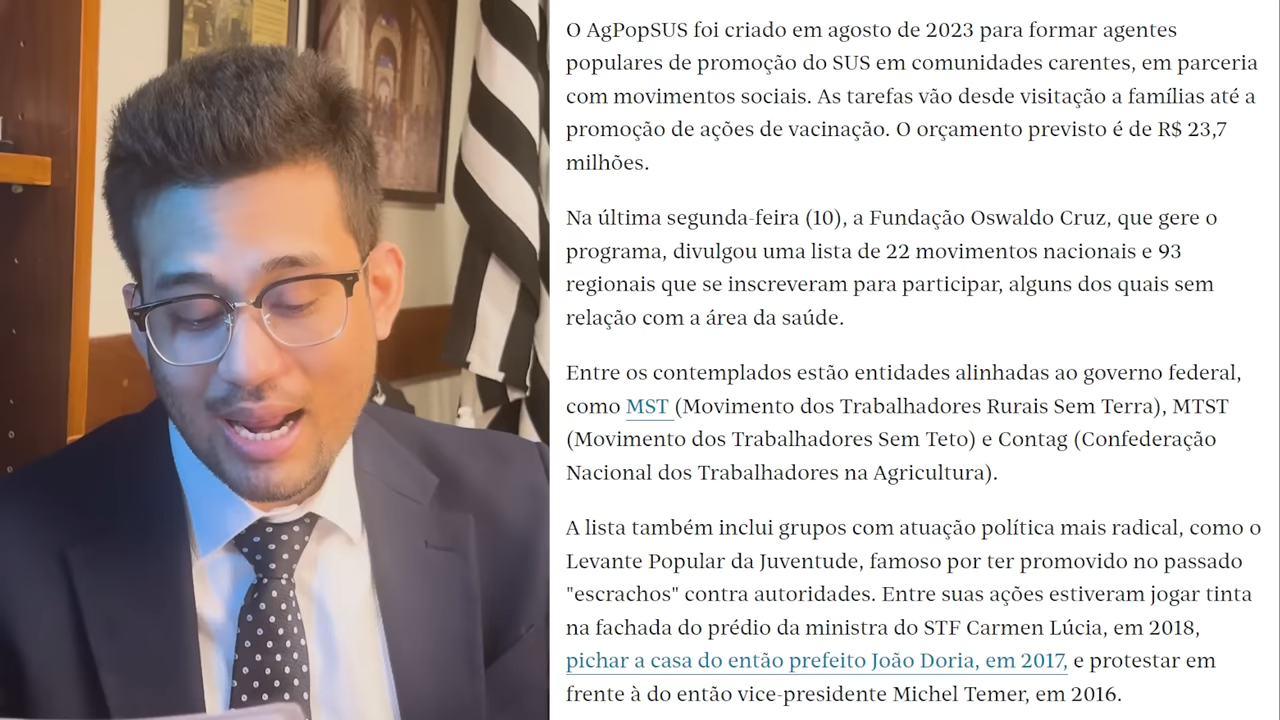 O AgPopSUS foi criado em agosto de 2023 para formar agentes
populares de promoção do SUS em comunidades carentes, em parceria
com movimentos sociais. As tarefas vão desde visitação a famílias até a
promoção de ações de vacinação. O orçamento previsto é de R$ 23,7
milhões.
Na última segunda-feira (10), a Fundação Oswaldo Cruz, que gere o
programa, divulgou uma lista de 22 movimentos nacionais e 93
regionais que se inscreveram para participar, alguns dos quais sem
relação com a área da saúde.
Entre os contemplados estão entidades alinhadas ao governo federal,
como MST (Movimento dos Trabalhadores Rurais Sem Terra), MTST
(Movimento dos Trabalhadores Sem Teto) e Contag (Confederação
Nacional dos Trabalhadores na Agricultura).
A lista também inclui grupos com atuação política mais radical, como o
Levante Popular da Juventude, famoso por ter promovido no passado
"escrachos" contra autoridades. Entre suas ações estiveram jogar tinta
na fachada do prédio da ministra do STF Carmen Lúcia, em 2018,
pichar a casa do então prefeito João Doria, em 2017, e protestar em
frente à do então vice-presidente Michel Temer, em 2016.